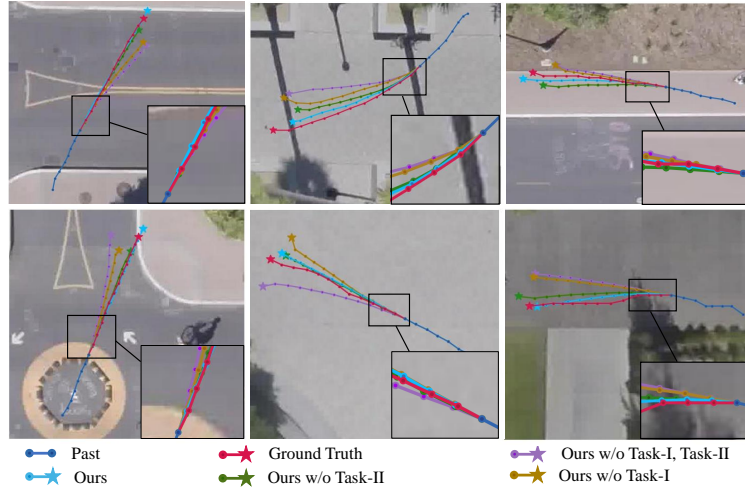 Past
Ground Truth
Ours w/o Task-I, Task-II
Ours
Ours w/o Task-II
Ours w/o Task-I